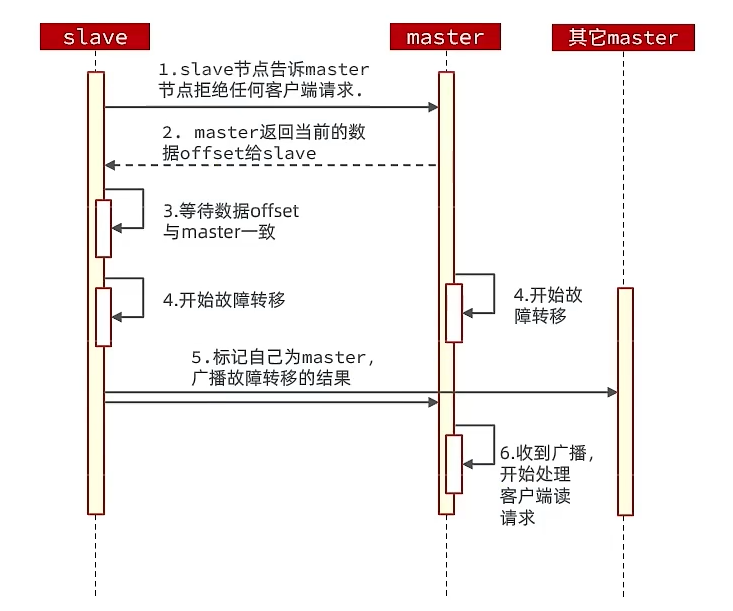 slave
master
其它master
1.slave节点告诉master
节点拒绝任何客户端请求.
2. master返回当前的数
据offset给slave
3.等待数据offset
与master一致
4.开始故障转移
4.开始故
障转移
5.标记自己为master,
广播故障转移的结果
6.收到广播，
开始处理
客户端读
请求